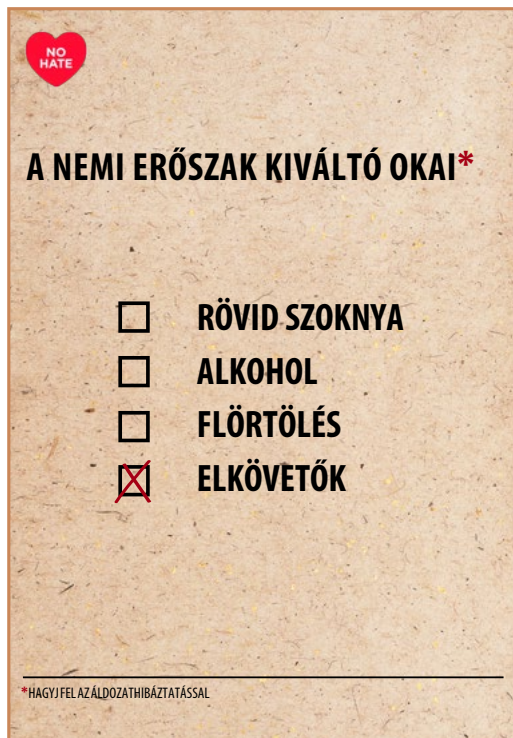 NO
HATE
A NEMI ERŐSZAK KIVÁLTÓ OKAI*
RÖVID SZOKNYA
ALKOHOL
FLÖRTÖLÉS
ELKÖVETŐK
*HAGYJ FEL AZ ÁLDOZATHIBÁZTATÁSSAL